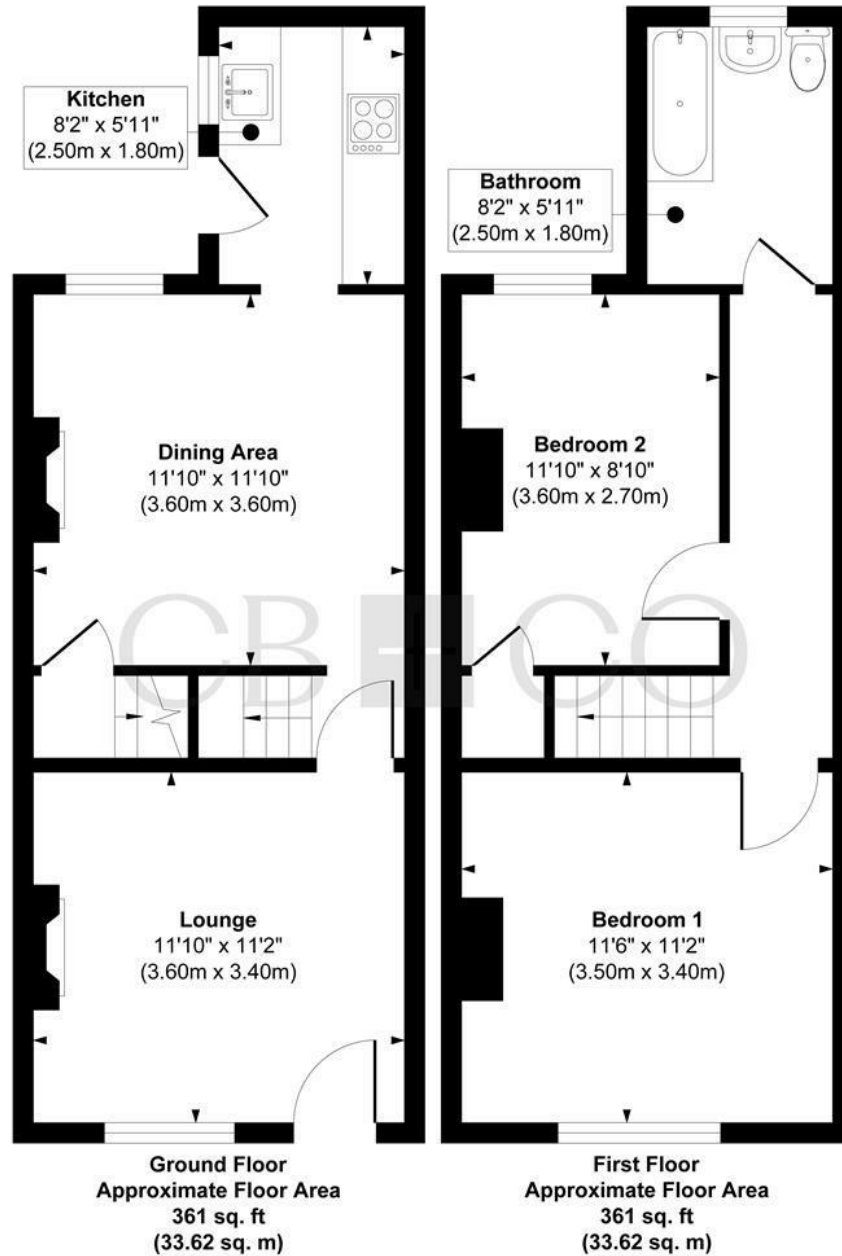 Kitchen
8'2" x 5'11"
(2.50m x 1.80m)
Bathroom
8'2" x 5'11"
(2.50m x 1.80m)
Dining Area
11'10" x 11'10"
(3.60m x 3.60m)
Bedroom 2
11'10" x 8'10"
(3.60m x 2.70m)
CB + CO
Lounge
11'10" x 11'2"
(3.60m x 3.40m)
Bedroom 1
11'6" x 11'2"
(3.50m x 3.40m)
Ground Floor
Approximate Floor Area
361 sq. ft
(33.62 sq. m)
First Floor
Approximate Floor Area
361 sq. ft
(33.62 sq. m)